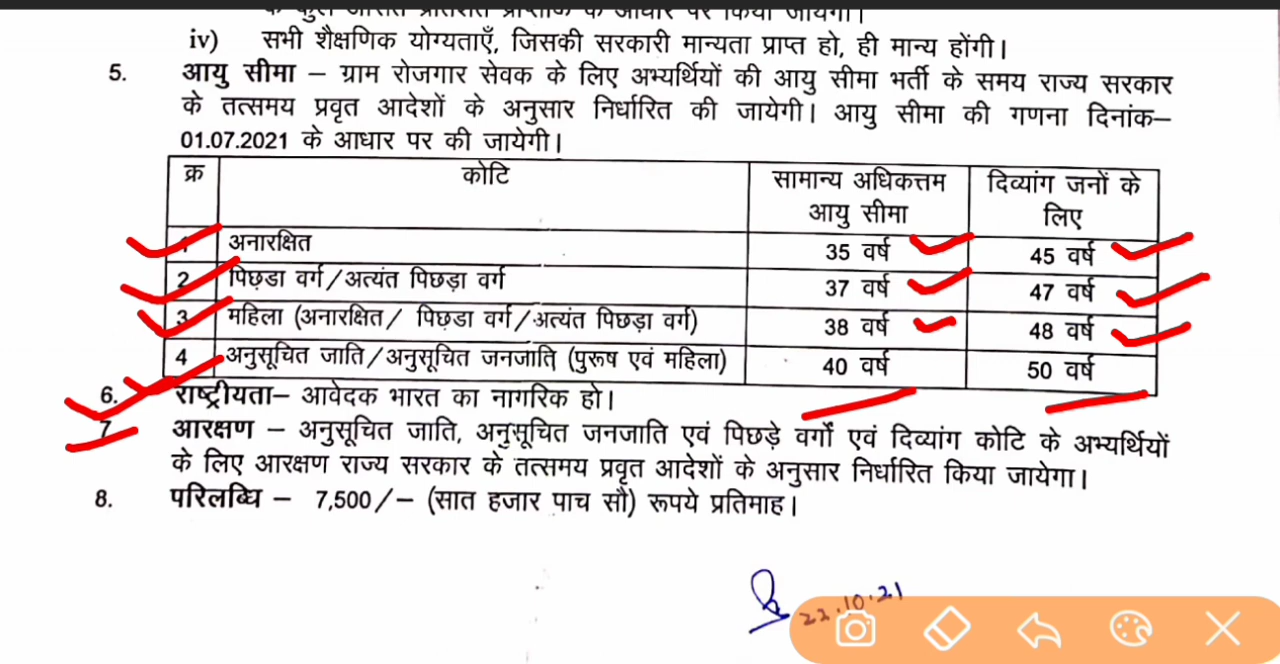 iv) सभी शैक्षणिक योग्यताएँ, जिसकी सरकारी मान्यता प्राप्त हो, ही मान्य होंगी।
5. आयु सीमा – ग्राम रोजगार सेवक के लिए अभ्यर्थियों की आयु सीमा भर्ती के समय राज्य सरकार
के तत्समय प्रवृत आदेशों के अनुसार निर्धारित की जायेगी। आयु सीमा की गणना दिनांक–
01.07.2021 के आधार पर की जायेगी।
क्र कोटि सामान्य अधिकत्तम आयु सीमा दिव्यांग जनों के लिए
1 अनारक्षित 35 वर्ष 45 वर्ष
2 पिछडा वर्ग/अत्यंत पिछड़ा वर्ग 37 वर्ष 47 वर्ष
3 महिला (अनारक्षित/ पिछडा वर्ग/अत्यंत पिछड़ा वर्ग) 38 वर्ष 48 वर्ष
4 अनुसूचित जाति/अनुसूचित जनजाति (पुरूष एवं महिला) 40 वर्ष 50 वर्ष
6. राष्ट्रीयता– आवेदक भारत का नागरिक हो।
7 आरक्षण – अनुसूचित जाति, अनुसूचित जनजाति एवं पिछड़े वर्गों एवं दिव्यांग कोटि के अभ्यर्थियों
के लिए आरक्षण राज्य सरकार के तत्समय प्रवृत आदेशों के अनुसार निर्धारित किया जायेगा।
8. परिलब्धि – 7,500/– (सात हजार पाच सौ) रूपये प्रतिमाह।
22.10.21